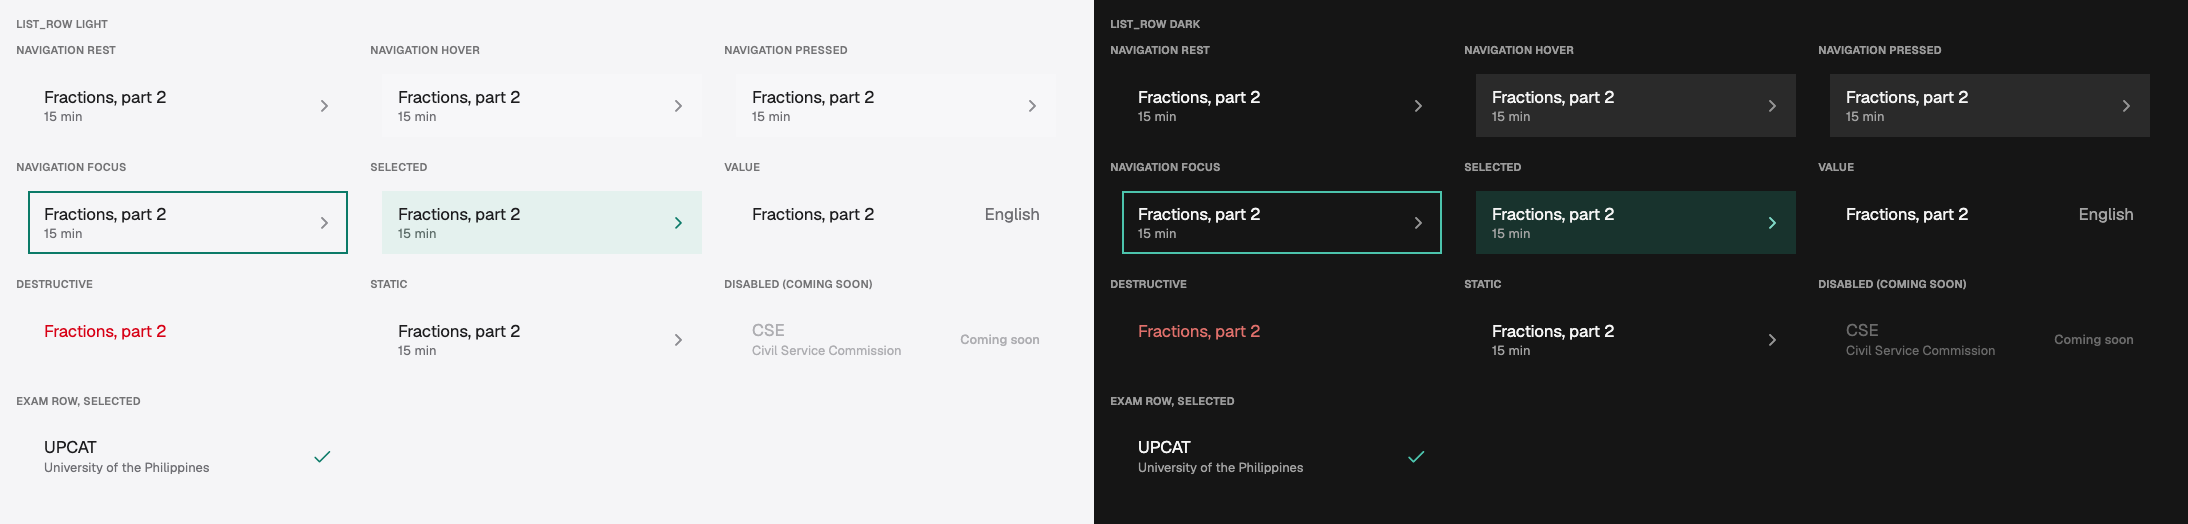 LIST_ROW LIGHT
NAVIGATION REST
NAVIGATION HOVER
NAVIGATION PRESSED
Fractions, part 2
15 min
Fractions, part 2
15 min
Fractions, part 2
15 min
NAVIGATION FOCUS
SELECTED
VALUE
Fractions, part 2
15 min
Fractions, part 2
15 min
Fractions, part 2
English
DESTRUCTIVE
STATIC
DISABLED (COMING SOON)
Fractions, part 2
Fractions, part 2
15 min
CSE
Civil Service Commission
Coming soon
EXAM ROW, SELECTED
UPCAT
University of the Philippines
LIST_ROW DARK
NAVIGATION REST
NAVIGATION HOVER
NAVIGATION PRESSED
Fractions, part 2
15 min
Fractions, part 2
15 min
Fractions, part 2
15 min
NAVIGATION FOCUS
SELECTED
VALUE
Fractions, part 2
15 min
Fractions, part 2
15 min
Fractions, part 2
English
DESTRUCTIVE
STATIC
DISABLED (COMING SOON)
Fractions, part 2
Fractions, part 2
15 min
CSE
Civil Service Commission
Coming soon
EXAM ROW, SELECTED
UPCAT
University of the Philippines